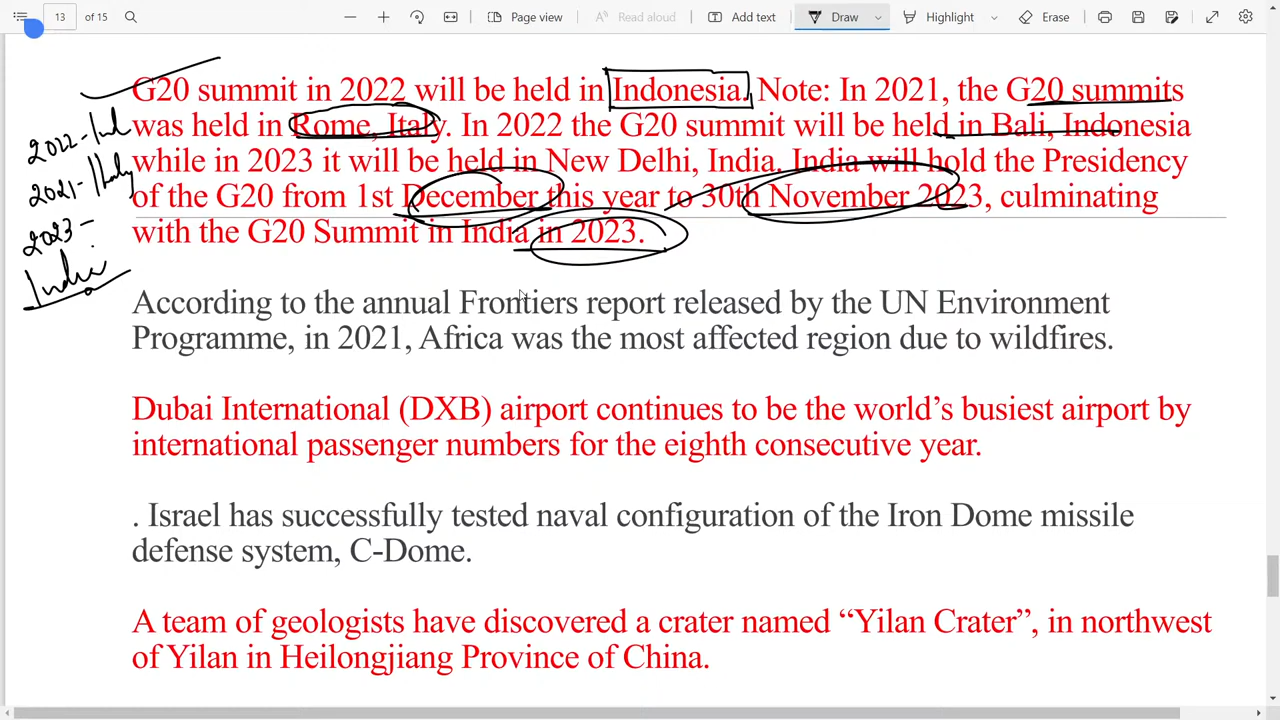 13 of 15 Page view Read aloud Add text Draw Highlight Erase
G20 summit in 2022 will be held in Indonesia. Note: In 2021, the G20 summits
was held in Rome, Italy. In 2022 the G20 summit will be held in Bali, Indonesia
while in 2023 it will be held in New Delhi, India. India will hold the Presidency
of the G20 from 1st December this year to 30th November 2023, culminating
with the G20 Summit in India in 2023.
2022-Ind
2021-Italy
2023-
India
According to the annual Frontiers report released by the UN Environment
Programme, in 2021, Africa was the most affected region due to wildfires.
Dubai International (DXB) airport continues to be the world’s busiest airport by
international passenger numbers for the eighth consecutive year.
. Israel has successfully tested naval configuration of the Iron Dome missile
defense system, C-Dome.
A team of geologists have discovered a crater named “Yilan Crater”, in northwest
of Yilan in Heilongjiang Province of China.